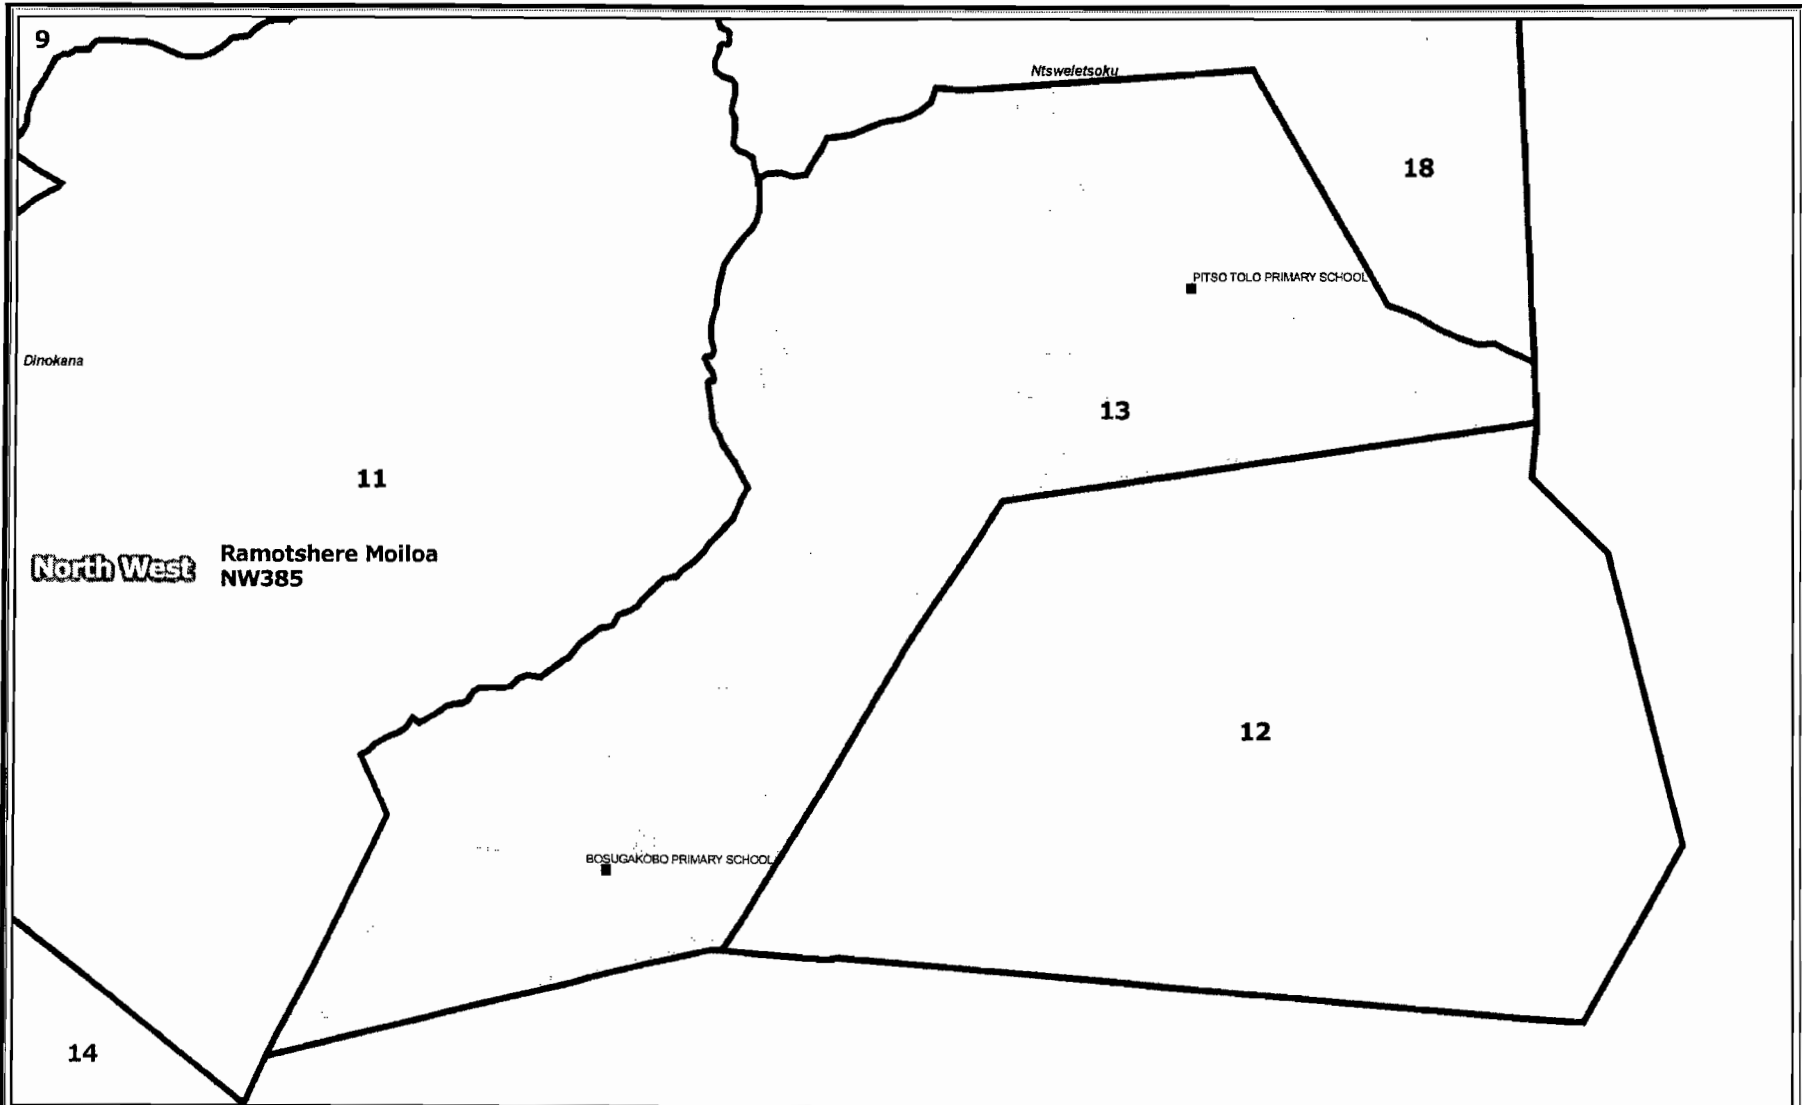 9
Ntsweletsoku
18
PITSO TOLO PRIMARY SCHOOL
Dinokana
13
11
North West
Ramotshere Moiloa
NW385
12
BOSUGAKOBO PRIMARY SCHOOL
14